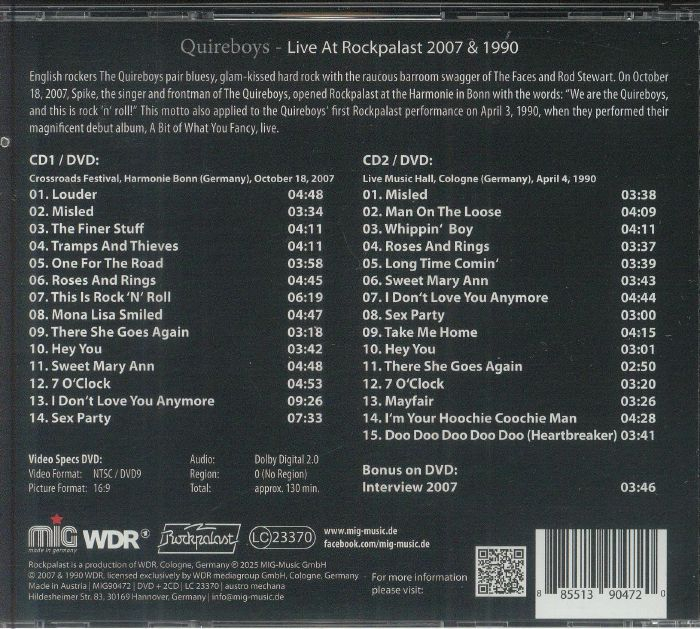 Quireboys - Live At Rockpalast 2007 & 1990
English rockers The Quireboys pair bluesy, glam-kissed hard rock with the raucous barroom swagger of The Faces and Rod Stewart. On October
18, 2007, Spike, the singer and frontman of The Quireboys, opened Rockpalast at the Harmonie in Bonn with the words: "We are the Quireboys,
and this is rock 'n' roll!" This motto also applied to the Quireboys' first Rockpalast performance on April 3, 1990, when they performed their
magnificent debut album, A Bit of What You Fancy, live.
CD1 / DVD:
Crossroads Festival, Harmonie Bonn (Germany), October 18, 2007
01. Louder 04:48
02. Misled 03:34
03. The Finer Stuff 04:11
04. Tramps And Thieves 04:11
05. One For The Road 03:58
06. Roses And Rings 04:45
07. This Is Rock 'N' Roll 06:19
08. Mona Lisa Smiled 04:47
09. There She Goes Again 03:18
10. Hey You 03:42
11. Sweet Mary Ann 04:48
12. 7 O'Clock 04:53
13. I Don't Love You Anymore 09:26
14. Sex Party 07:33
CD2 / DVD:
Live Music Hall, Cologne (Germany), April 4, 1990
01. Misled 03:38
02. Man On The Loose 04:09
03. Whippin' Boy 04:11
04. Roses And Rings 03:37
05. Long Time Comin' 03:39
06. Sweet Mary Ann 03:43
07. I Don't Love You Anymore 04:44
08. Sex Party 03:00
09. Take Me Home 04:15
10. Hey You 03:01
11. There She Goes Again 02:50
12. 7 O'Clock 03:20
13. Mayfair 03:26
14. I'm Your Hoochie Coochie Man 04:28
15. Doo Doo Doo Doo Doo (Heartbreaker) 03:41
Video Specs DVD:
Video Format: NTSC / DVD9
Picture Format: 16:9
Audio: Dolby Digital 2.0
Region: 0 (No Region)
Total: approx. 130 min.
Bonus on DVD:
Interview 2007 03:46
mig
made in germany
WDR
Rockpalast
LC 23370
www.mig-music.de
facebook.com/mig-music.de
Rockpalast is a production of WDR, Cologne, Germany ℗ 2025 MIG-Music GmbH
© 2007 & 1990 WDR, licensed exclusively by WDR mediagroup GmbH, Cologne, Germany
Made in Austria | MIG90472 | DVD + 2CD | LC 23370 | austro mechana
Hildesheimer Str. 83, 30169 Hannover, Germany | info@mig-music.de
- For more information
please visit:
8 85513 90472 0